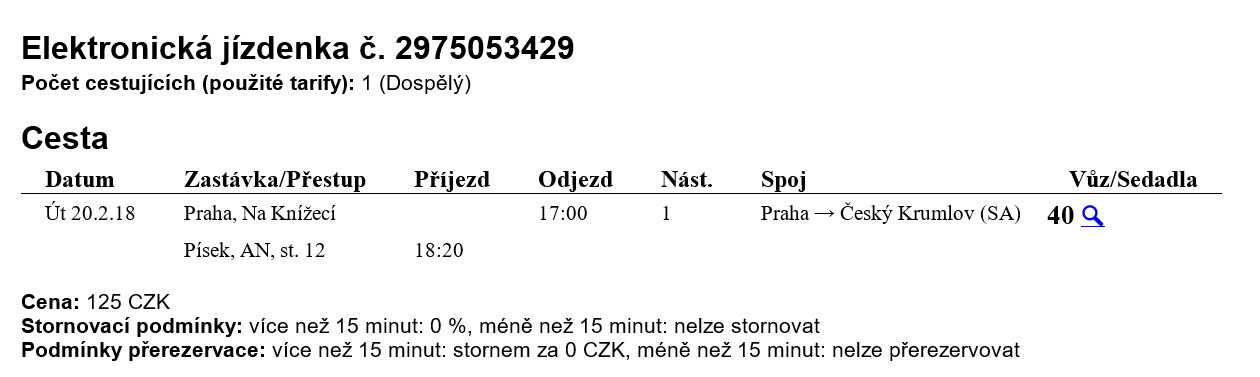 Elektronická jízdenka č. 2975053429
Počet cestujících (použité tarify): 1 (Dospělý)
Cesta
Datum Zastávka/Přestup Příjezd Odjezd Nást. Spoj Vůz/Sedadla
Út 20.2.18 Praha, Na Knížecí 17:00 1 Praha → Český Krumlov (SA) 40
Písek, AN, st. 12 18:20
Cena: 125 CZK
Stornovací podmínky: více než 15 minut: 0 %, méně než 15 minut: nelze stornovat
Podmínky přerezervace: více než 15 minut: stornem za 0 CZK, méně než 15 minut: nelze přerezervovat